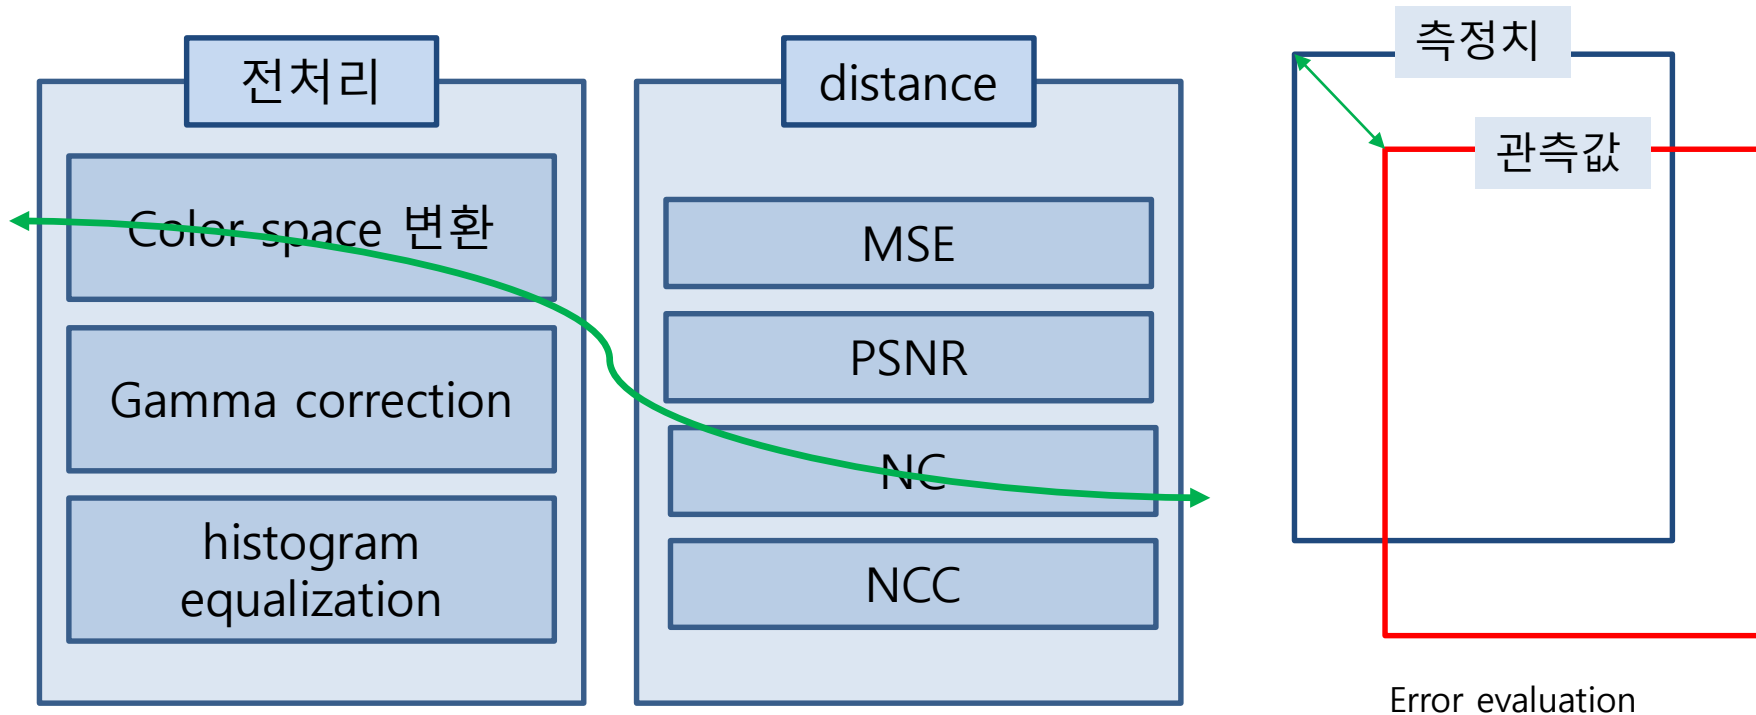 전처리
Color space 변환
Gamma correction
histogram
equalization
distance
MSE
PSNR
NC
NCC
측정치
관측값
Error evaluation